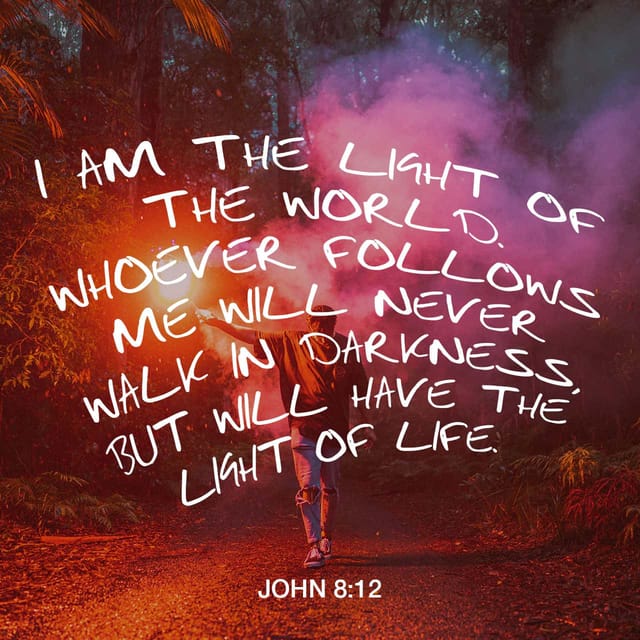 I AM THE LIGHT OF
THE WORLD.
WHOEVER FOLLOWS
ME WILL NEVER
WALK IN DARKNESS,
BUT WILL HAVE THE
LIGHT OF LIFE.
JOHN 8:12